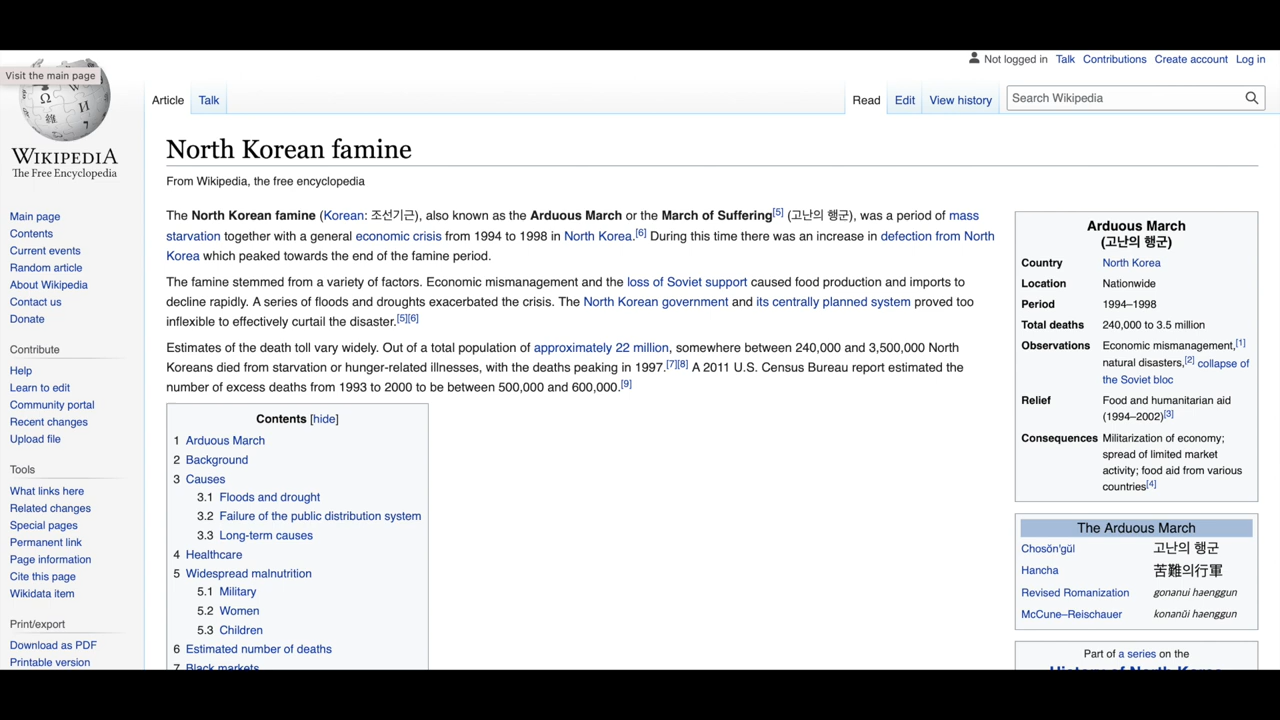 Not logged in Talk Contributions Create account Log in
Visit the main page
Article Talk Read Edit View history Search Wikipedia
WIKIPEDIA
The Free Encyclopedia
Main page
Contents
Current events
Random article
About Wikipedia
Contact us
Donate
Contribute
Help
Learn to edit
Community portal
Recent changes
Upload file
Tools
What links here
Related changes
Special pages
Permanent link
Page information
Cite this page
Wikidata item
Print/export
Download as PDF
Printable version
North Korean famine
From Wikipedia, the free encyclopedia
The North Korean famine (Korean: 조선기근), also known as the Arduous March or the March of Suffering[5] (고난의 행군), was a period of mass
starvation together with a general economic crisis from 1994 to 1998 in North Korea.[6] During this time there was an increase in defection from North
Korea which peaked towards the end of the famine period.
The famine stemmed from a variety of factors. Economic mismanagement and the loss of Soviet support caused food production and imports to
decline rapidly. A series of floods and droughts exacerbated the crisis. The North Korean government and its centrally planned system proved too
inflexible to effectively curtail the disaster.[5][6]
Estimates of the death toll vary widely. Out of a total population of approximately 22 million, somewhere between 240,000 and 3,500,000 North
Koreans died from starvation or hunger-related illnesses, with the deaths peaking in 1997.[7][8] A 2011 U.S. Census Bureau report estimated the
number of excess deaths from 1993 to 2000 to be between 500,000 and 600,000.[9]
Contents [hide]
1 Arduous March
2 Background
3 Causes
3.1 Floods and drought
3.2 Failure of the public distribution system
3.3 Long-term causes
4 Healthcare
5 Widespread malnutrition
5.1 Military
5.2 Women
5.3 Children
6 Estimated number of deaths
7 Black markets
Arduous March
(고난의 행군)
Country North Korea
Location Nationwide
Period 1994–1998
Total deaths 240,000 to 3.5 million
Observations Economic mismanagement,[1]
natural disasters,[2] collapse of
the Soviet bloc
Relief Food and humanitarian aid
(1994–2002)[3]
Consequences Militarization of economy;
spread of limited market
activity; food aid from various
countries[4]
The Arduous March
Chosŏn'gŭl 고난의 행군
Hancha 苦難의行軍
Revised Romanization gonanui haenggun
McCune–Reischauer konanŭi haenggun
Part of a series on the
History of North Korea